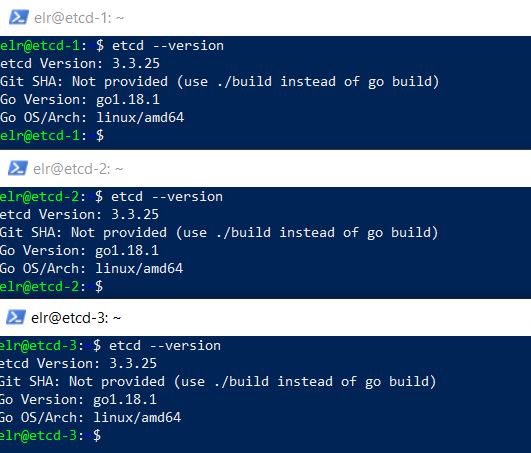 elr@etcd-1: ~
elr@etcd-1:~$ etcd --version
etcd Version: 3.3.25
Git SHA: Not provided (use ./build instead of go build)
Go Version: go1.18.1
Go OS/Arch: linux/amd64
elr@etcd-1:~$
elr@etcd-2: ~
elr@etcd-2:~$ etcd --version
etcd Version: 3.3.25
Git SHA: Not provided (use ./build instead of go build)
Go Version: go1.18.1
Go OS/Arch: linux/amd64
elr@etcd-2:~$
elr@etcd-3: ~
elr@etcd-3:~$ etcd --version
etcd Version: 3.3.25
Git SHA: Not provided (use ./build instead of go build)
Go Version: go1.18.1
Go OS/Arch: linux/amd64
elr@etcd-3:~$